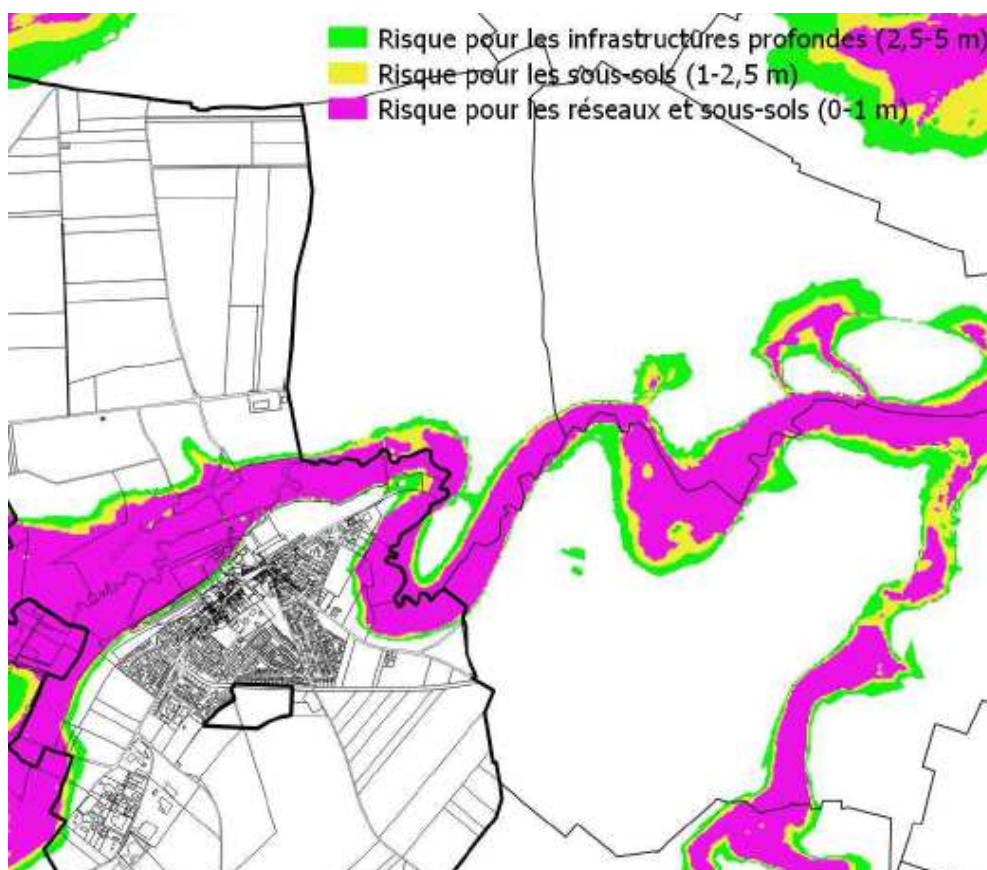 Risque pour les infrastructures profondes (2,5-5 m)
Risque pour les sous-sols (1-2,5 m)
Risque pour les réseaux et sous-sols (0-1 m)